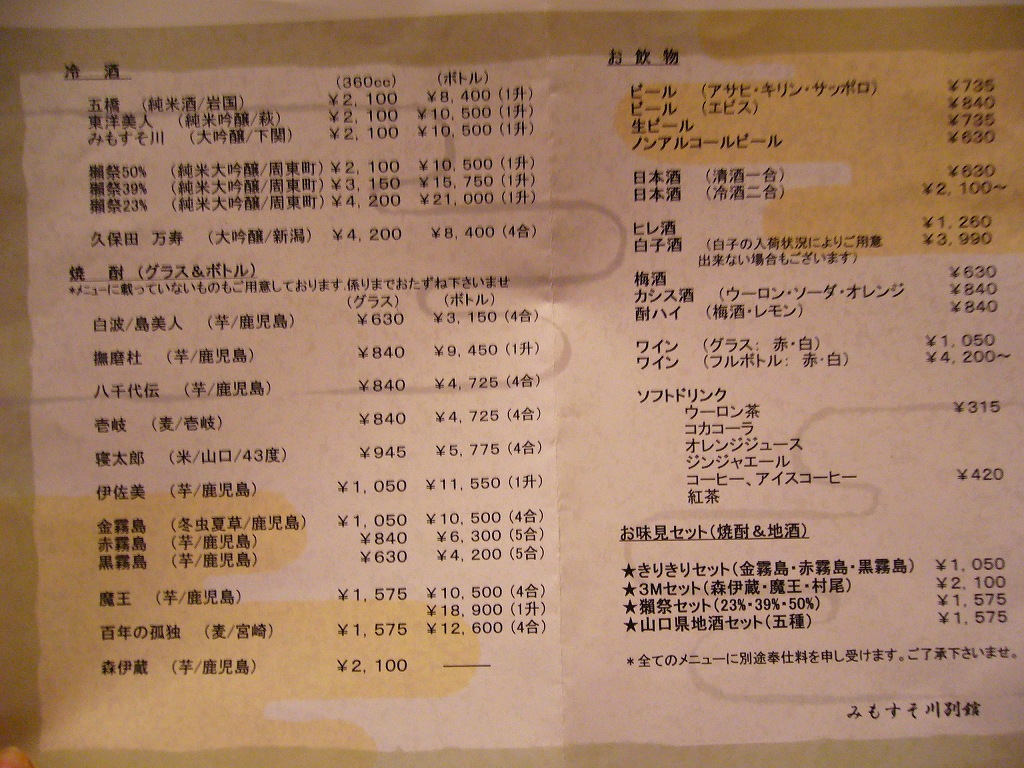 冷　酒
(360cc)　(ボトル)
五橋　(純米酒/岩国)　￥2, 100　￥8, 400 (1升)
東洋美人　(純米吟醸/萩)　￥2, 100　￥10, 500 (1升)
みもすそ川　(大吟醸/下関)　￥2, 100　￥10, 500 (1升)
獺祭50%　(純米大吟醸/周東町)　￥2, 100　￥10, 500 (1升)
獺祭39%　(純米大吟醸/周東町)　￥3, 150　￥15, 750 (1升)
獺祭23%　(純米大吟醸/周東町)　￥4, 200　￥21, 000 (1升)
久保田 万寿　(大吟醸/新潟)　￥4, 200　￥8, 400 (4合)
焼　酎　(グラス＆ボトル)
*メニューに載っていないものもご用意しております 係りまでおたずね下さいませ
(グラス)　(ボトル)
白波/島美人　(芋/鹿児島)　￥630　￥3, 150 (4合)
撫磨杜　(芋/鹿児島)　￥840　￥9, 450 (1升)
八千代伝　(芋/鹿児島)　￥840　￥4, 725 (4合)
壱岐　(麦/壱岐)　￥840　￥4, 725 (4合)
寝太郎　(米/山口/43度)　￥945　￥5, 775 (4合)
伊佐美　(芋/鹿児島)　￥1, 050　￥11, 550 (1升)
金霧島　(冬虫夏草/鹿児島)　￥1, 050　￥10, 500 (4合)
赤霧島　(芋/鹿児島)　￥840　￥6, 300 (5合)
黒霧島　(芋/鹿児島)　￥630　￥4, 200 (5合)
魔王　(芋/鹿児島)　￥1, 575　￥10, 500 (4合)
￥18, 900 (1升)
百年の孤独　(麦/宮崎)　￥1, 575　￥12, 600 (4合)
森伊蔵　(芋/鹿児島)　￥2, 100　――
お 飲 物
ビール　(アサヒ・キリン・サッポロ)　￥735
ビール　(エビス)　￥840
生ビール　￥735
ノンアルコールビール　￥630
日本酒　(清酒一合)　￥630
日本酒　(冷酒二合)　￥2, 100～
ヒレ酒　￥1, 260
白子酒　(白子の入荷状況によりご用意　￥3, 990
出来ない場合もございます)
梅酒　￥630
カシス酒　(ウーロン・ソーダ・オレンジ　￥840
酎ハイ　(梅酒・レモン)　￥840
ワイン　(グラス: 赤・白)　￥1, 050
ワイン　(フルボトル: 赤・白)　￥4, 200～
ソフトドリンク
ウーロン茶　￥315
コカコーラ
オレンジジュース
ジンジャエール
コーヒー、アイスコーヒー　￥420
紅茶
お味見セット(焼酎＆地酒)
★きりきりセット(金霧島・赤霧島・黒霧島)　￥1, 050
★3Mセット(森伊蔵・魔王・村尾)　￥2, 100
★獺祭セット(23%・39%・50%)　￥1, 575
★山口県地酒セット(五種)　￥1, 575
*全てのメニューに別途奉仕料を申し受けます。ご了承下さいませ。
みもすそ川別館